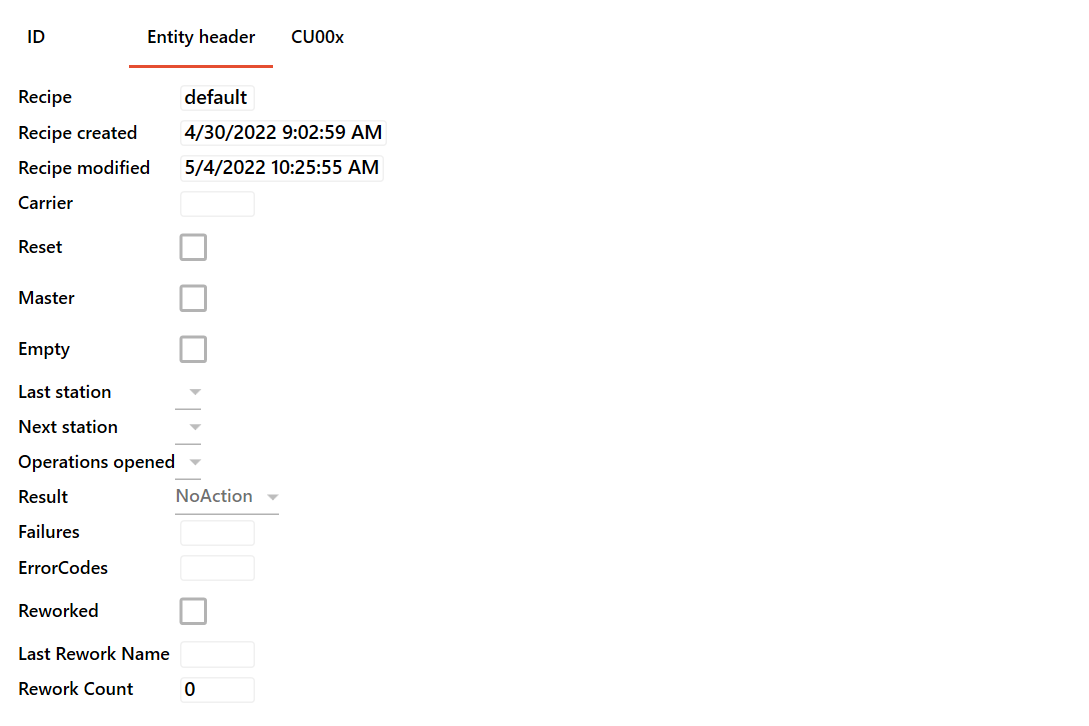 ID Entity header CU00x
Recipe default
Recipe created 4/30/2022 9:02:59 AM
Recipe modified 5/4/2022 10:25:55 AM
Carrier
Reset
Master
Empty
Last station
Next station
Operations opened
Result NoAction
Failures
ErrorCodes
Reworked
Last Rework Name
Rework Count 0